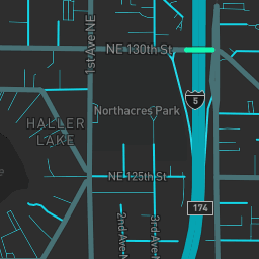 1st Ave NE
NE 130th St
5
Northacres Park
HALLER
LAKE
e
NE 125th St
174
2nd Ave N
3rd Ave N